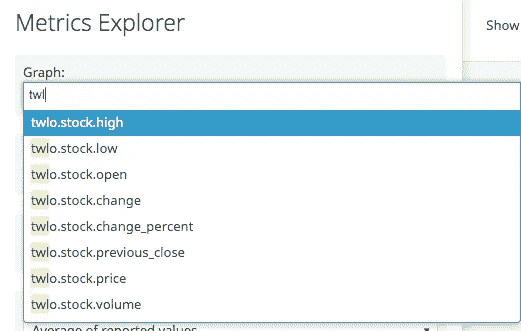 Metrics Explorer
Show
Graph:
twl
twlo.stock.high
twlo.stock.low
twlo.stock.open
twlo.stock.change
twlo.stock.change_percent
twlo.stock.previous_close
twlo.stock.price
twlo.stock.volume
Average of reported values